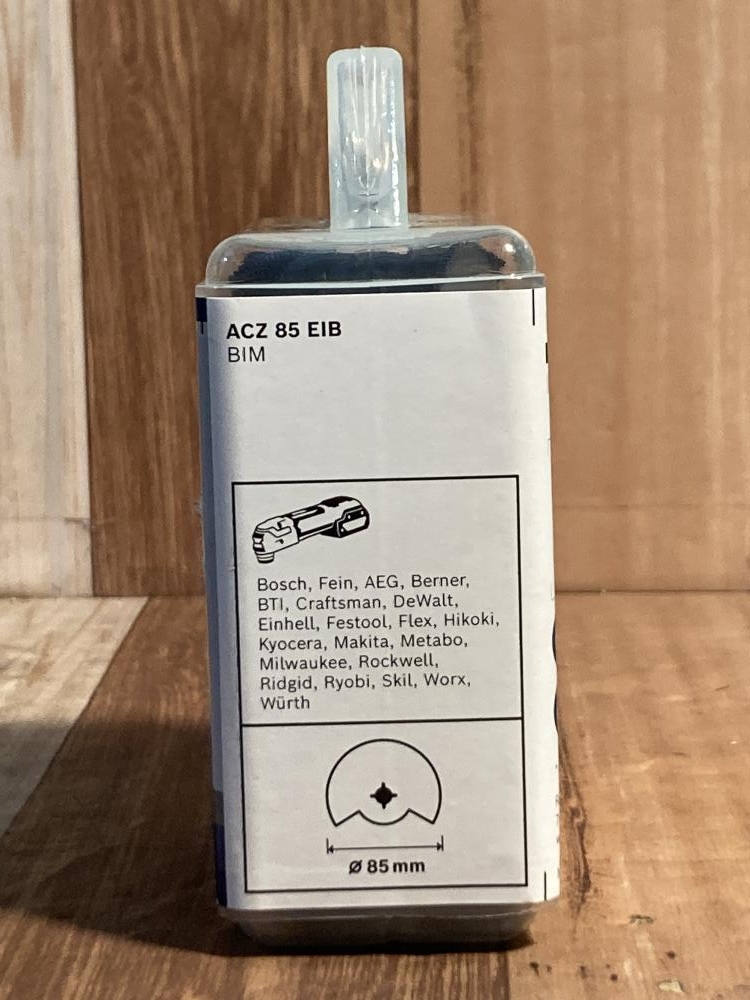 ACZ 85 EIB
BIM
Bosch, Fein, AEG, Berner,
BTI, Craftsman, DeWalt,
Einhell, Festool, Flex, Hikoki,
Kyocera, Makita, Metabo,
Milwaukee, Rockwell,
Ridgid, Ryobi, Skil, Worx,
Würth
Ø 85 mm